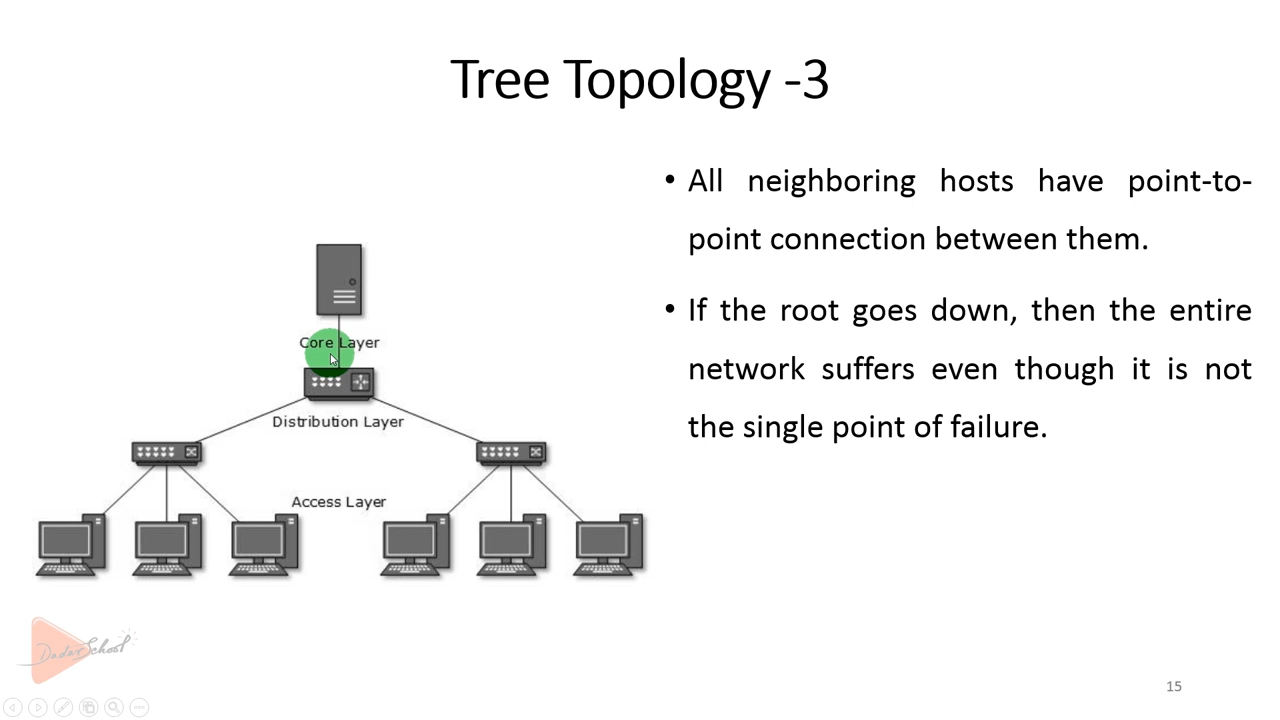 Tree Topology -3
• All neighboring hosts have point-to-
point connection between them.
• If the root goes down, then the entire
network suffers even though it is not
the single point of failure.
Core Layer
Distribution Layer
Access Layer
Dadar School
15